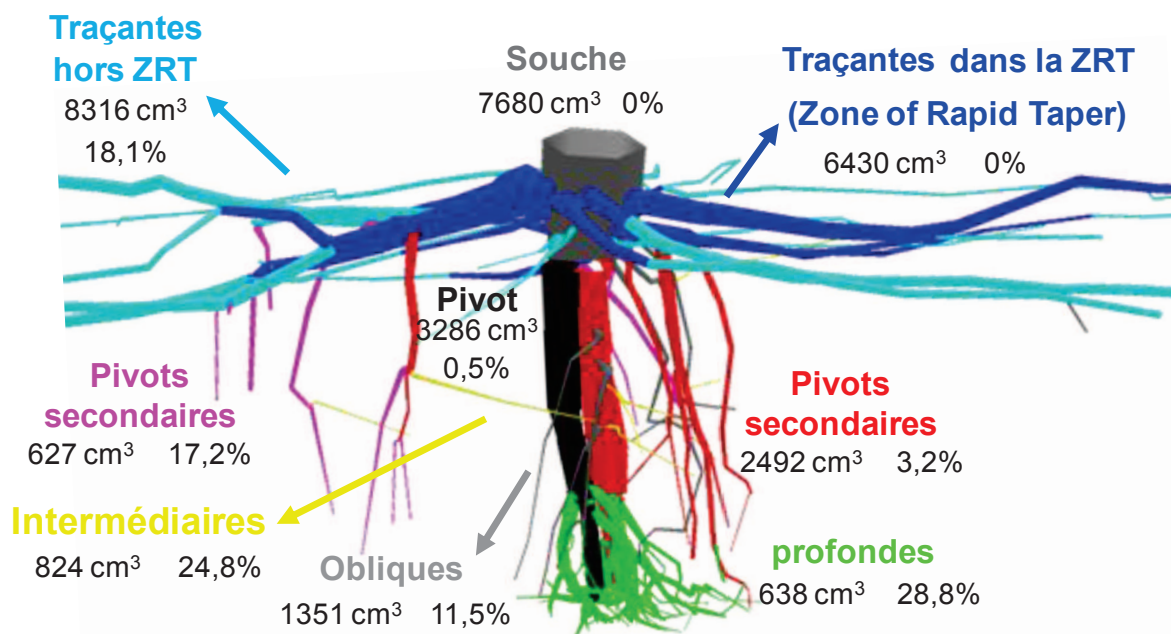 Traçantes
hors ZRT
8316 cm³
18,1%
Souche
7680 cm³ 0%
Traçantes dans la ZRT
(Zone of Rapid Taper)
6430 cm³ 0%
Pivot
3286 cm³
0,5%
Pivots
secondaires
627 cm³ 17,2%
Pivots
secondaires
2492 cm³ 3,2%
Intermédiaires
824 cm³ 24,8%
Obliques
1351 cm³ 11,5%
profondes
638 cm³ 28,8%